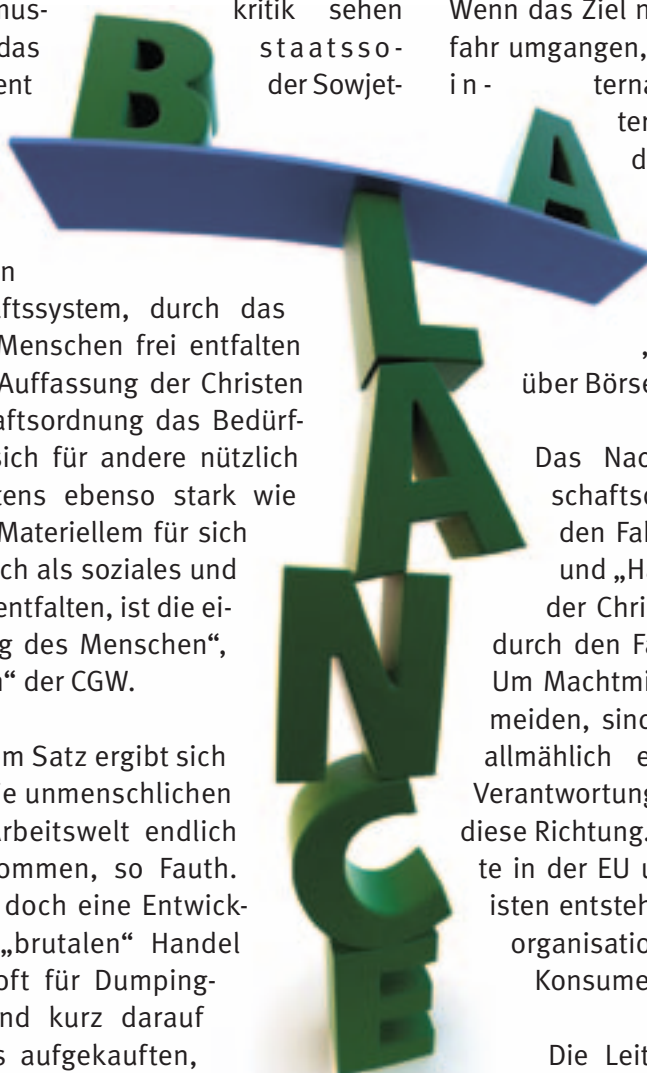 mus- kritik sehen
das staatsso-
ent der Sowjet-
n
ftssystem, durch das
Menschen frei entfalten
Auffassung der Christen
aftsordnung das Bedürf-
sich für andere nützlich
tens ebenso stark wie
Materiellem für sich
ch als soziales und
entfalten, ist die ei-
g des Menschen“,
“ der CGW.
m Satz ergibt sich
e unmenschlichen
rbeitswelt endlich
ommen, so Fauth.
doch eine Entwick-
„brutalen“ Handel
oft für Dumping-
nd kurz darauf
s aufgekauften,
B A
L
A
N
C
E
Wenn das Ziel n
fahr umgangen,
in- terna
ter
d
„
über Börse
Das Nac
schaftso
den Fal
und „Ha
der Chri
durch den Fa
Um Machtmi
meiden, sind
allmählich e
Verantwortung
diese Richtung.
te in der EU u
isten entsteh
organisatio
Konsume
Die Leit